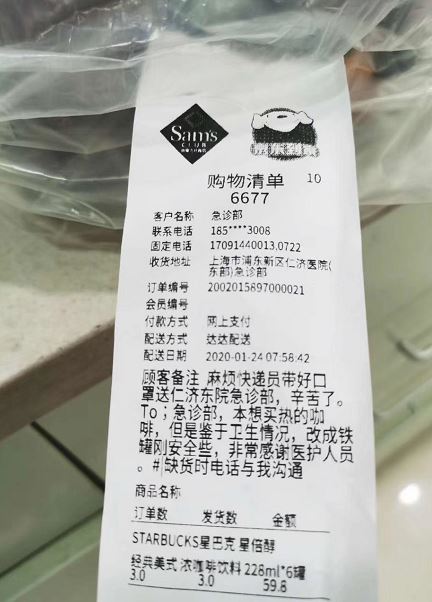 Sam's
CLUB
购物清单 10
6677
客户名称 急诊部
联系电话 185****3008
固定电话 17091440013,0722
收货地址 上海市浦东新区仁济医院(
东部)急诊部
订单编号 2002015897000021
会员编号
付款方式 网上支付
配送方式 达达配送
配送日期 2020-01-24 07:58:42
顾客备注 麻烦快递员带好口
罩送仁济东院急诊部，辛苦了。
To；急诊部，本想买热的咖
啡，但是鉴于卫生情况，改成铁
罐刚安全些，非常感谢医护人员
。#|缺货时电话与我沟通
商品名称
订单数 发货数 金额
STARBUCKS星巴克 星倍醇
经典美式 浓咖啡饮料 228ml*6罐
3.0 3.0 59.8